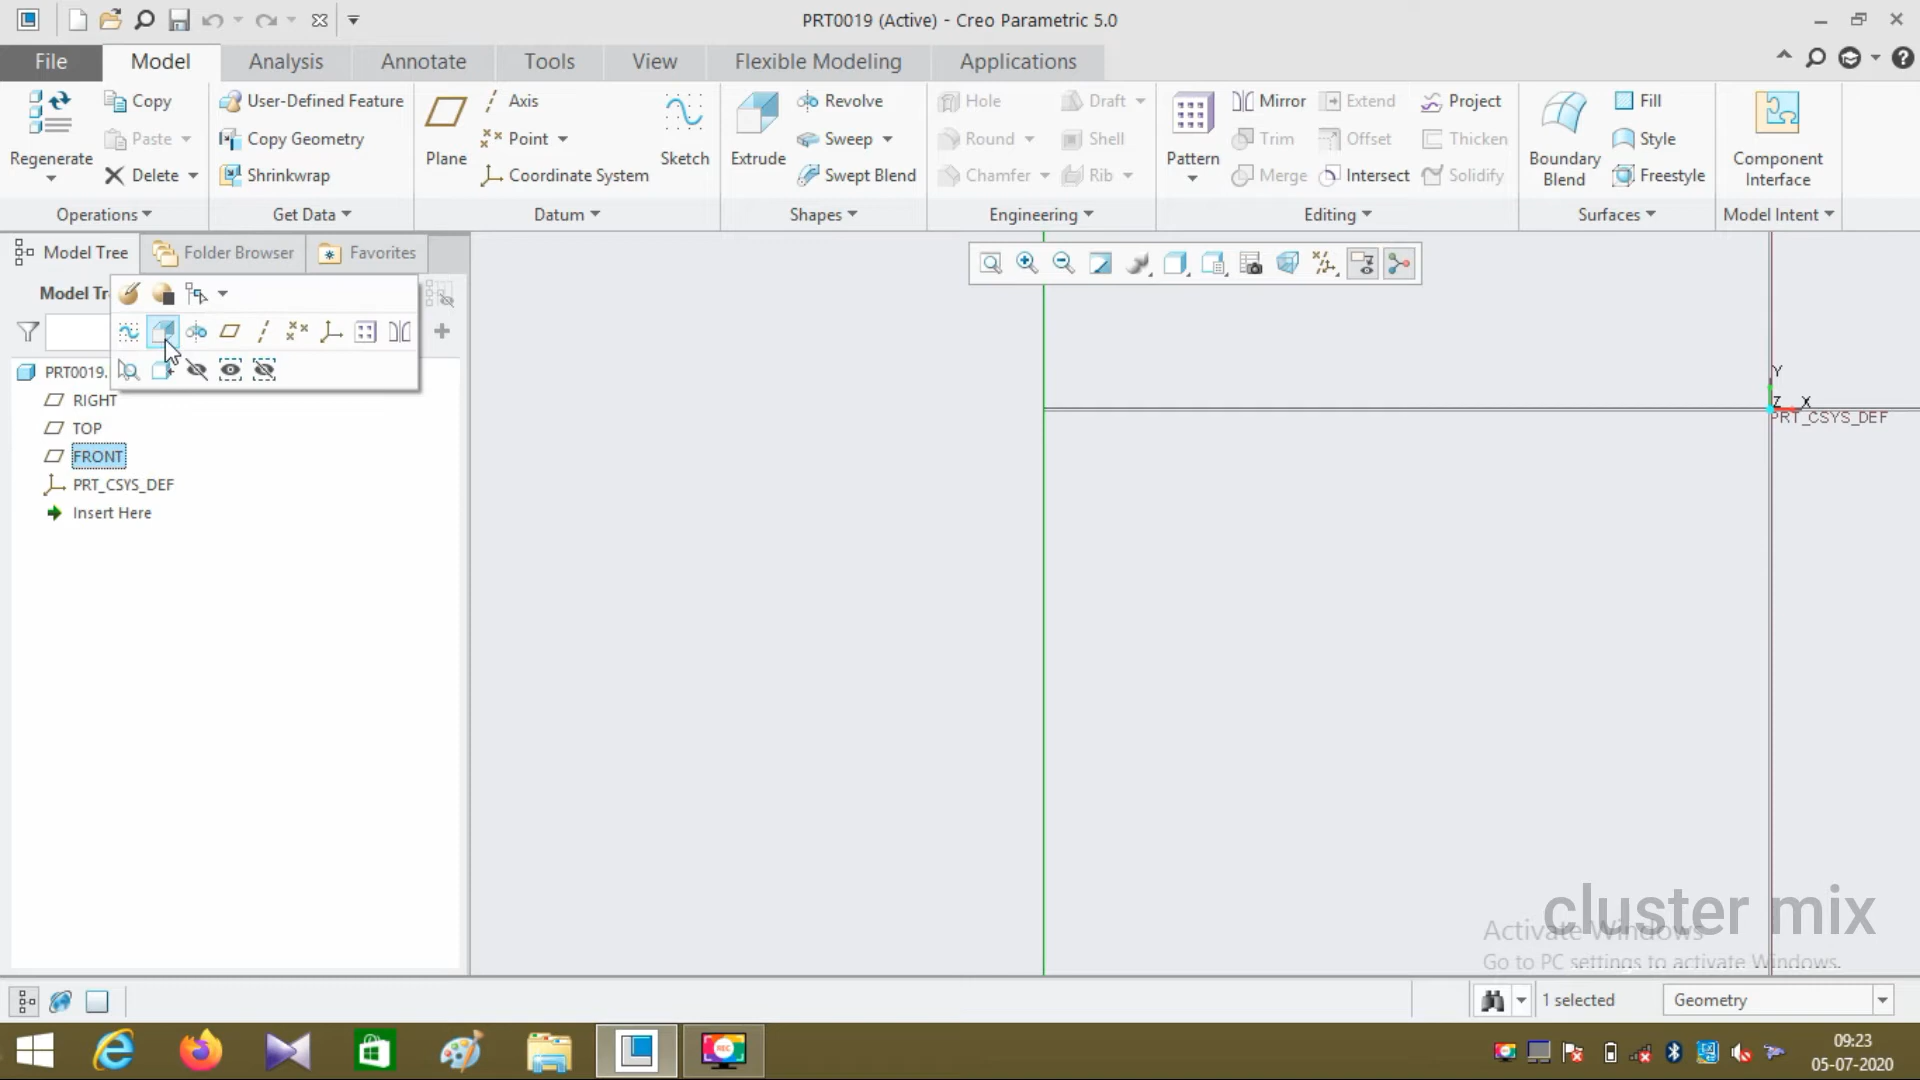 PRT0019 (Active) - Creo Parametric 5.0
File Model Analysis Annotate Tools View Flexible Modeling Applications
Regenerate
Copy
Paste
Delete
Operations
User-Defined Feature
Copy Geometry
Shrinkwrap
Get Data
Plane
Axis
Point
Coordinate System
Sketch
Datum
Extrude
Revolve
Sweep
Swept Blend
Shapes
Hole
Round
Chamfer
Draft
Shell
Rib
Engineering
Pattern
Mirror
Trim
Merge
Extend
Offset
Intersect
Project
Thicken
Solidify
Editing
Boundary
Blend
Fill
Style
Freestyle
Surfaces
Component
Interface
Model Intent
Model Tree Folder Browser Favorites
Model Tr
PRT0019.
RIGHT
TOP
FRONT
PRT_CSYS_DEF
Insert Here
Y
Z X
PRT_CSYS_DEF
cluster mix
Activate Windows
Go to PC settings to activate Windows.
1 selected Geometry
REC
09:23
05-07-2020